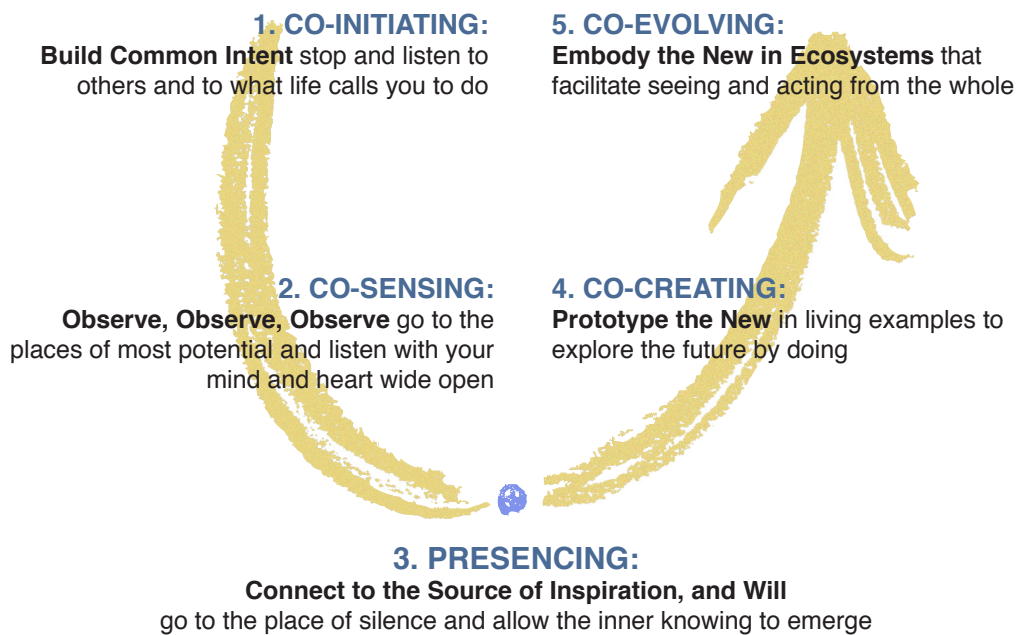 1. CO-INITIATING:
Build Common Intent stop and listen to
others and to what life calls you to do
2. CO-SENSING:
Observe, Observe, Observe go to the
places of most potential and listen with your
mind and heart wide open
3. PRESENCING:
Connect to the Source of Inspiration, and Will
go to the place of silence and allow the inner knowing to emerge
4. CO-CREATING:
Prototype the New in living examples to
explore the future by doing
5. CO-EVOLVING:
Embody the New in Ecosystems that
facilitate seeing and acting from the whole